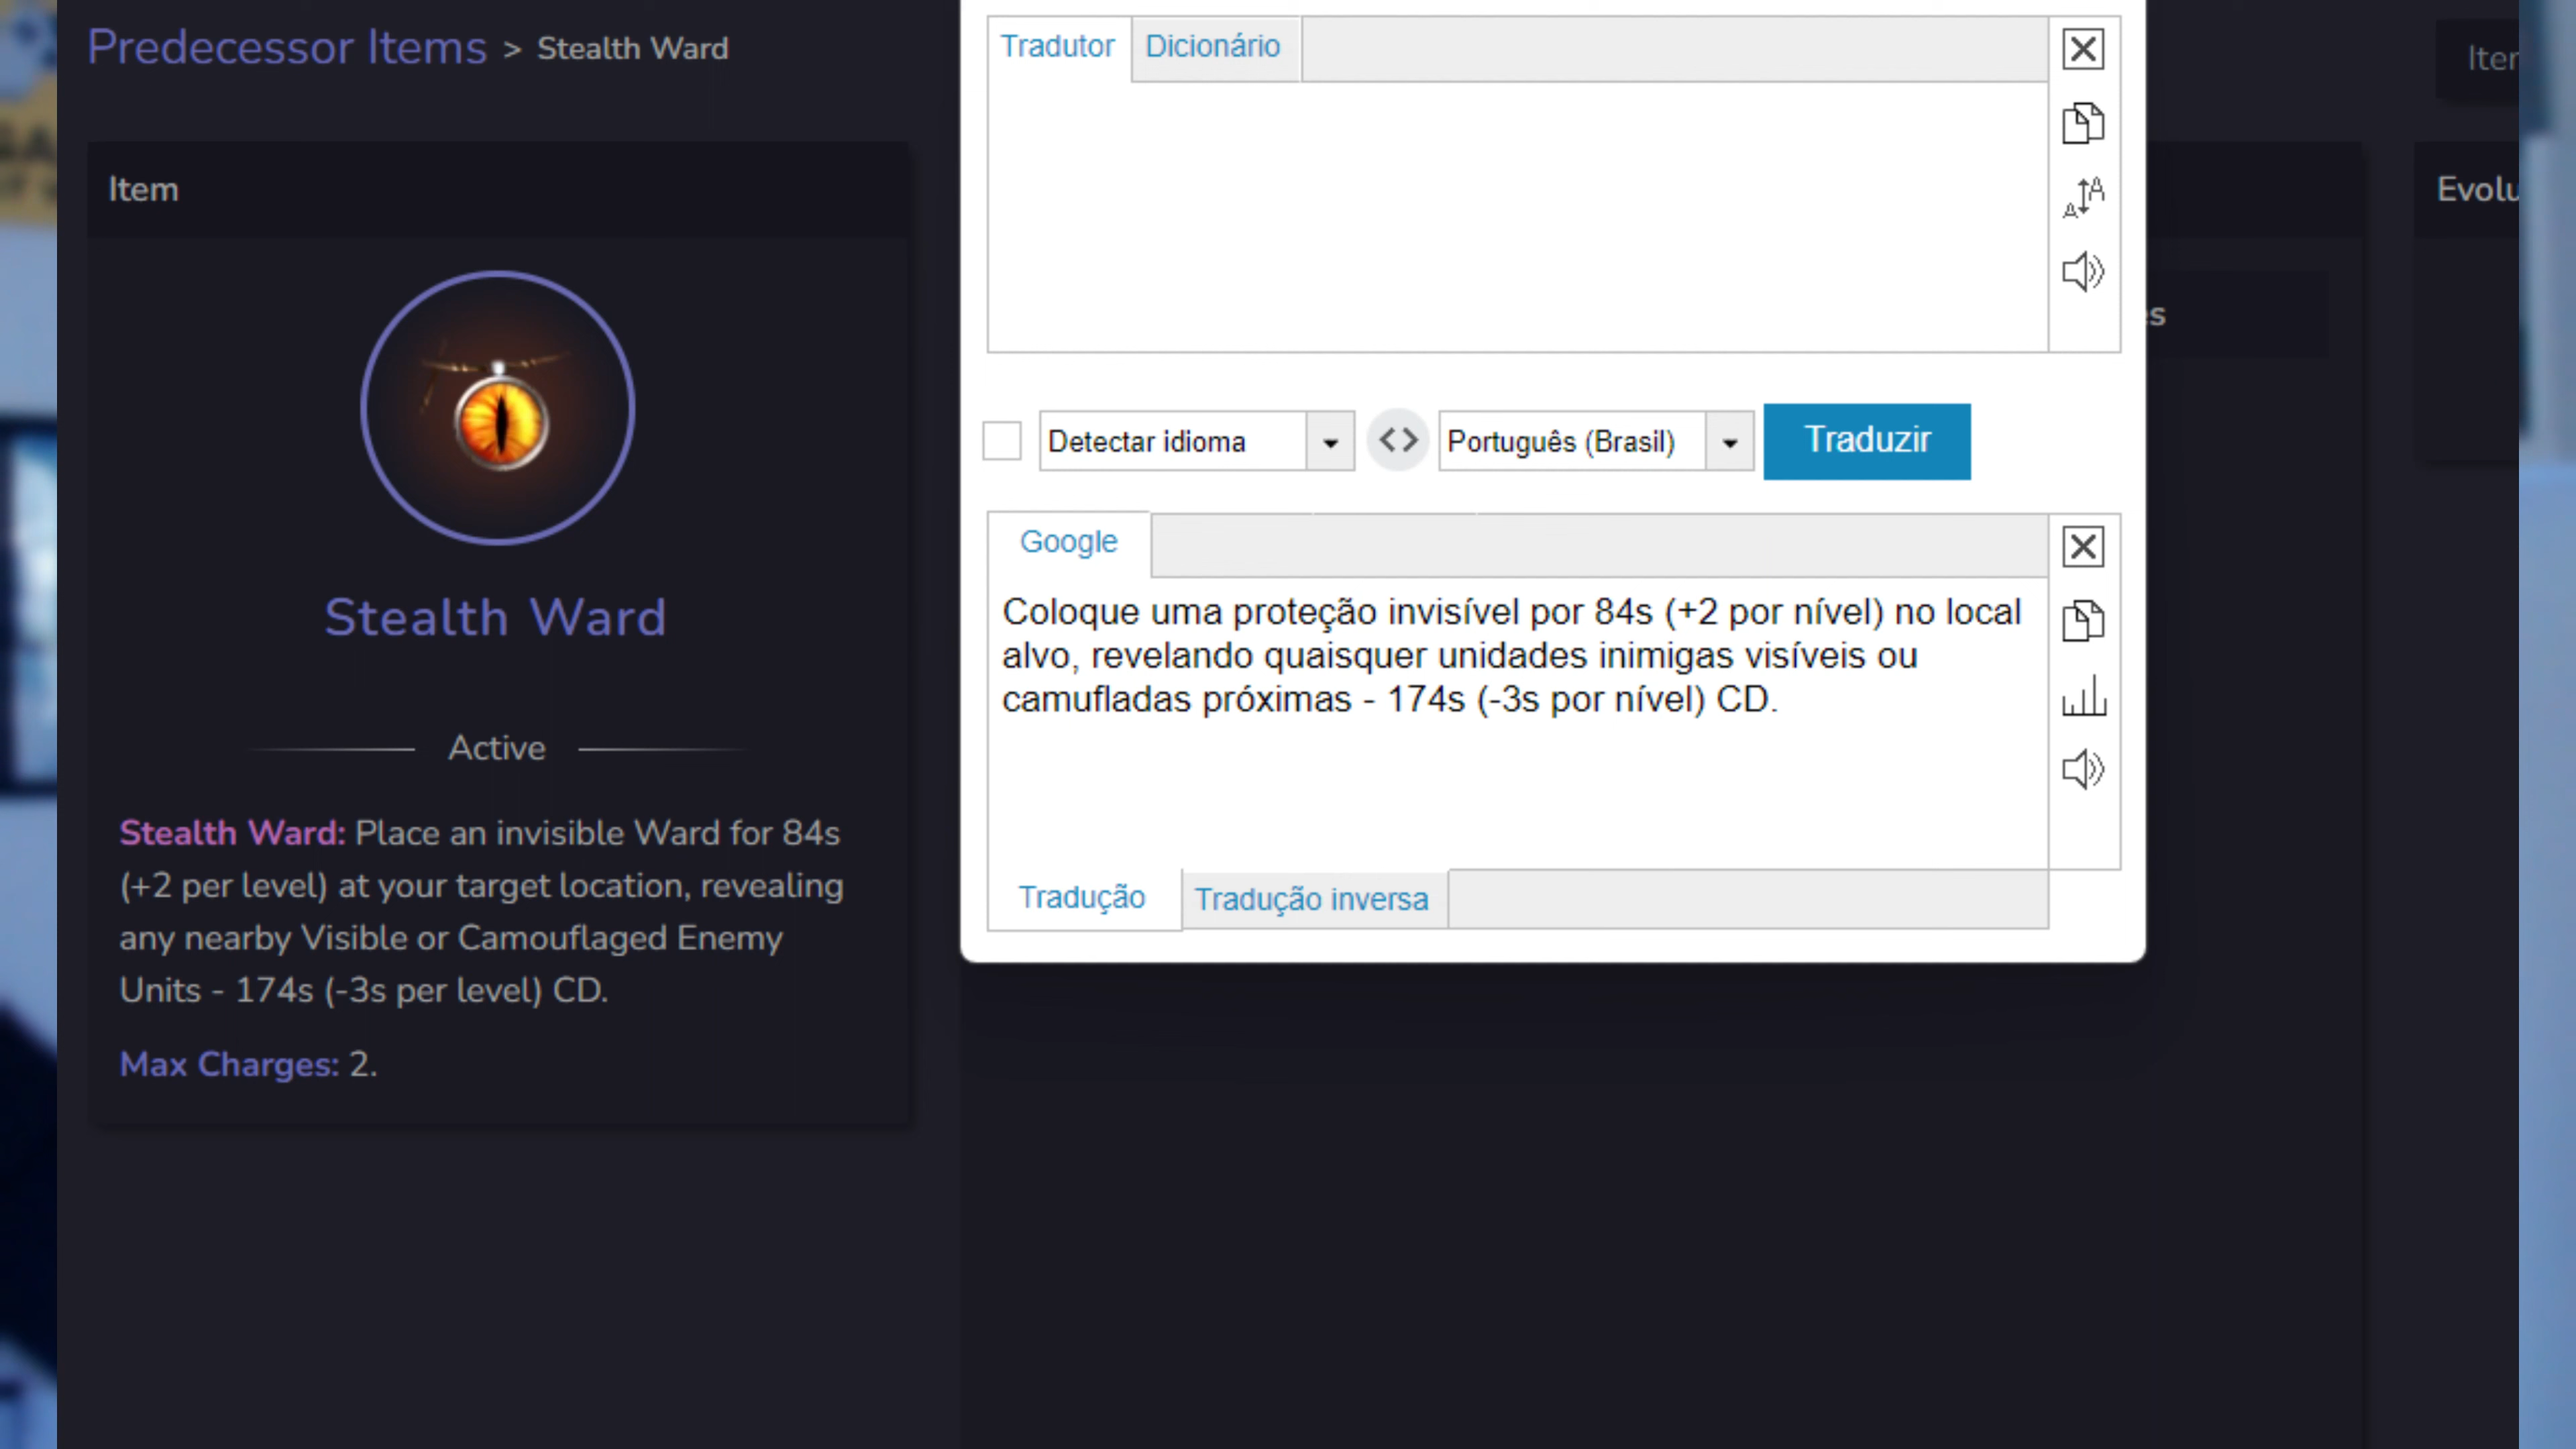 Predecessor Items > Stealth Ward
Item
Stealth Ward
Active
Stealth Ward: Place an invisible Ward for 84s
(+2 per level) at your target location, revealing
any nearby Visible or Camouflaged Enemy
Units - 174s (-3s per level) CD.
Max Charges: 2.
Tradutor
Dicionário
Detectar idioma
Português (Brasil)
Traduzir
Google
Coloque uma proteção invisível por 84s (+2 por nível) no local
alvo, revelando quaisquer unidades inimigas visíveis ou
camufladas próximas - 174s (-3s por nível) CD.
Tradução
Tradução inversa